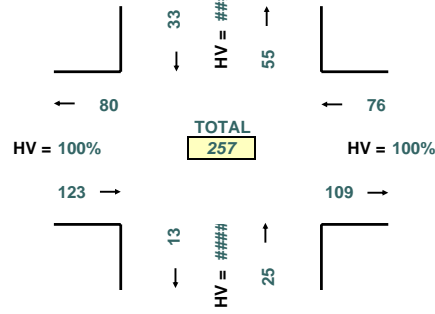 33
HV = ##
55
80
76
TOTAL
257
HV = 100%
HV = 100%
123
109
13
HV = ####
25